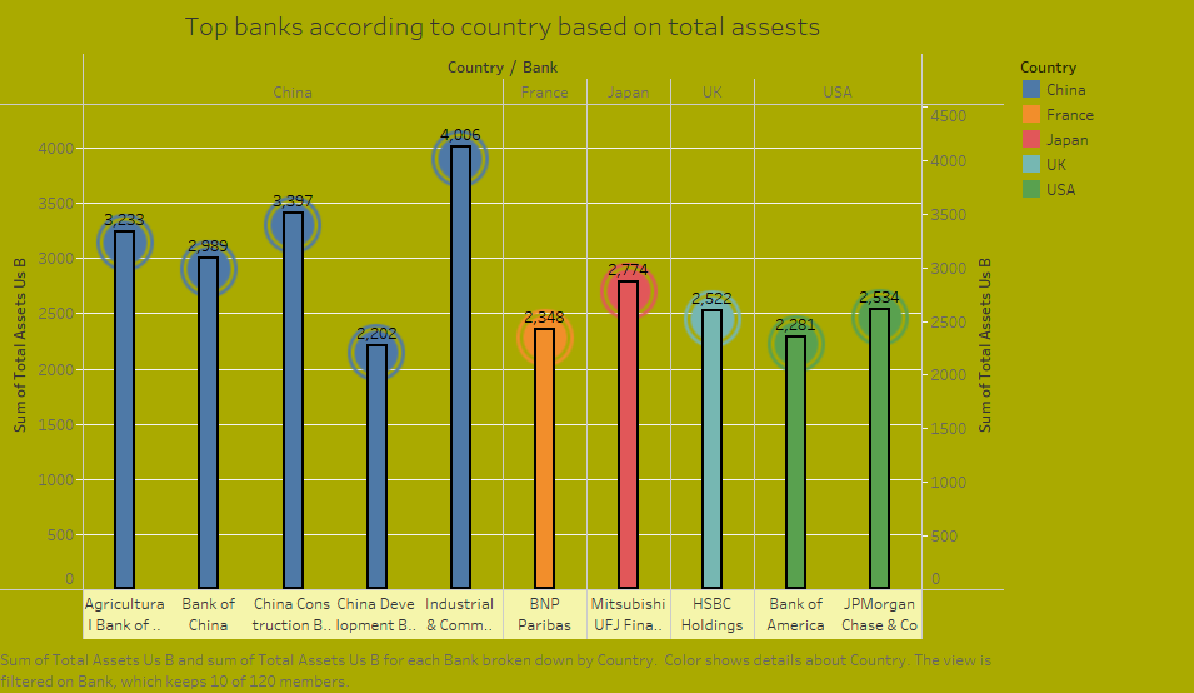 Top banks according to country based on total assests
Country / Bank
China
France
Japan
UK
USA
Country
China
France
Japan
UK
USA
Sum of Total Assets Us B
4000
3500
3000
2500
2000
1500
1000
500
0
3,233
2,989
3,397
2,202
4,006
2,348
2,774
2,522
2,281
2,534
4500
4000
3500
3000
2500
2000
1500
1000
500
0
Sum of Total Assets Us B
Agricultura
l Bank of ..
Bank of
China
China Cons
truction B..
China Deve
lopment B..
Industrial
& Comm..
BNP
Paribas
Mitsubishi
UFJ Fina..
HSBC
Holdings
Bank of
America
JPMorgan
Chase & Co
Sum of Total Assets Us B and sum of Total Assets Us B for each Bank broken down by Country.  Color shows details about Country. The view is
filtered on Bank, which keeps 10 of 120 members.